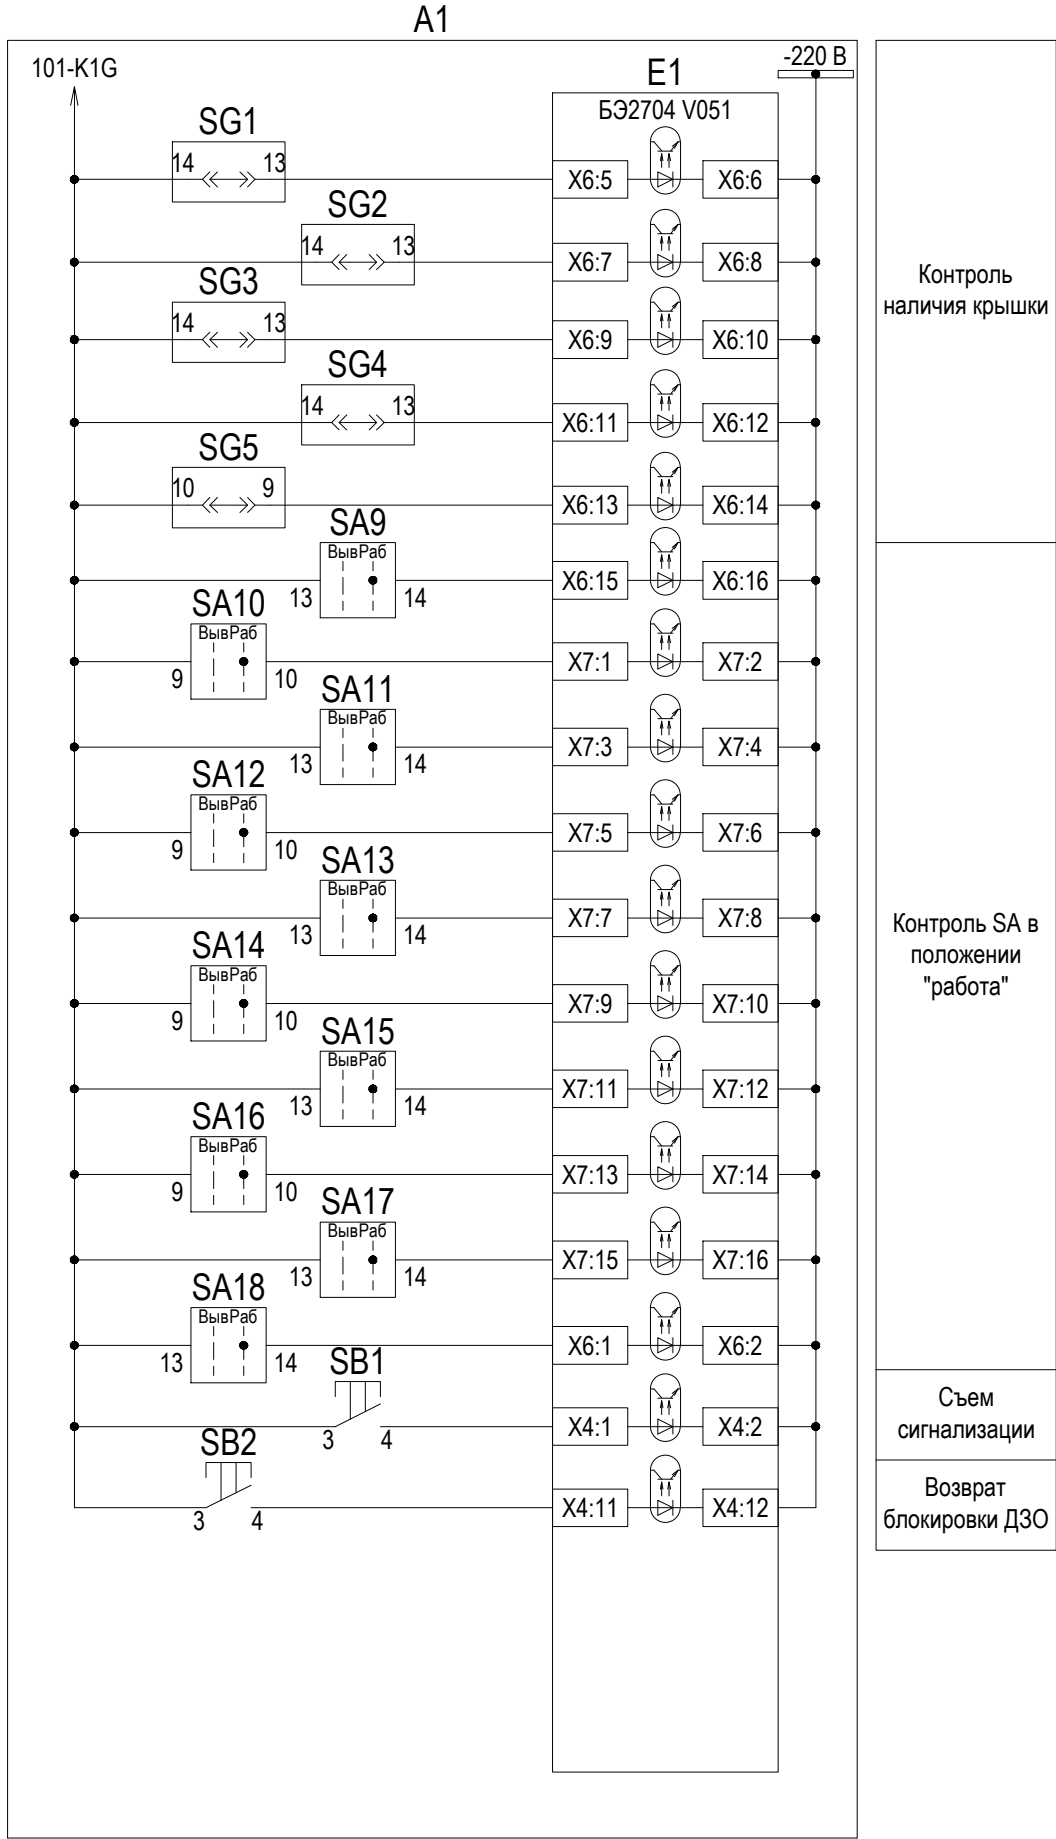 A1
101-K1G
-220 В
E1
БЭ2704 V051
SG1
14 13
X6:5 X6:6
SG2
14 13
X6:7 X6:8
SG3
14 13
X6:9 X6:10
SG4
14 13
X6:11 X6:12
SG5
10 9
X6:13 X6:14
Контроль
наличия крышки
SA9
ВывРаб
13 14
X6:15 X6:16
SA10
ВывРаб
9 10
X7:1 X7:2
SA11
ВывРаб
13 14
X7:3 X7:4
SA12
ВывРаб
9 10
X7:5 X7:6
SA13
ВывРаб
13 14
X7:7 X7:8
SA14
ВывРаб
9 10
X7:9 X7:10
SA15
ВывРаб
13 14
X7:11 X7:12
SA16
ВывРаб
9 10
X7:13 X7:14
SA17
ВывРаб
13 14
X7:15 X7:16
SA18
ВывРаб
13 14
X6:1 X6:2
Контроль SA в
положении
"работа"
SB1
3 4
X4:1 X4:2
Съем
сигнализации
SB2
3 4
X4:11 X4:12
Возврат
блокировки ДЗО